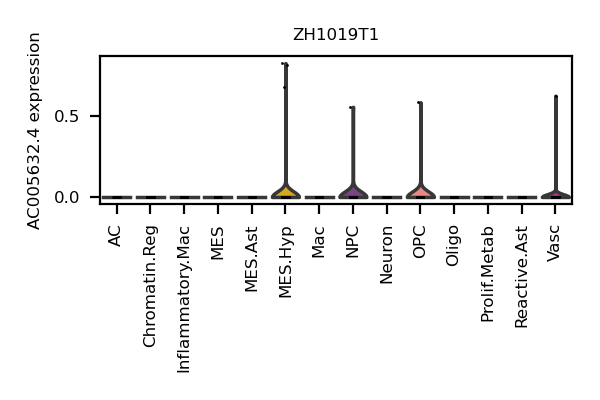 ZH1019T1
AC005632.4 expression
0.5
0.0
AC
Chromatin.Reg
Inflammatory.Mac
MES
MES.Ast
MES.Hyp
Mac
NPC
Neuron
OPC
Oligo
Prolif.Metab
Reactive.Ast
Vasc